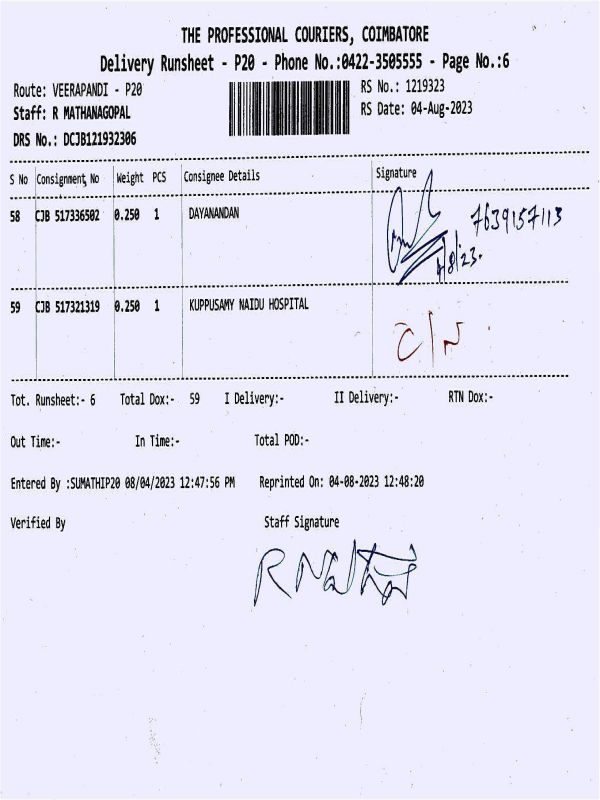 THE PROFESSIONAL COURIERS, COIMBATORE
Delivery Runsheet - P20 - Phone No.:0422-3505555 - Page No.:6
Route: VEERAPANDI - P20 RS No.: 1219323
Staff: R MATHANAGOPAL RS Date: 04-Aug-2023
DRS No.: DCJB121932306
S No Consignment No Weight PCS Consignee Details Signature
58 CJB 517336502 0.250 1 DAYANANDAN 7639157113
4/8/23.
59 CJB 517321319 0.250 1 KUPPUSAMY NAIDU HOSPITAL C/N
Tot. Runsheet:- 6 Total Dox:- 59 I Delivery:- II Delivery:- RTN Dox:-
Out Time:- In Time:- Total POD:-
Entered By :SUMATHIP20 08/04/2023 12:47:56 PM Reprinted On: 04-08-2023 12:48:20
Verified By Staff Signature